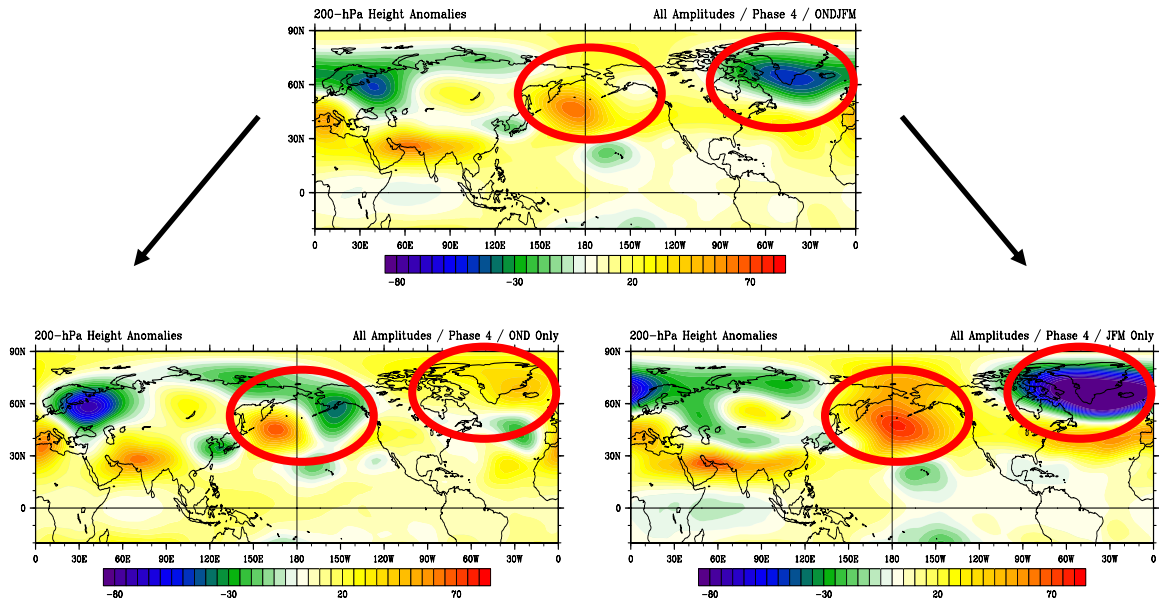 200-hPa Height Anomalies All Amplitudes / Phase 4 / ONDJFM
90N
60N
30N
0
0 30E 60E 90E 120E 150E 180 150W 120W 90W 60W 30W 0
-80 -30 20 70
200-hPa Height Anomalies All Amplitudes / Phase 4 / OND Only
90N
60N
30N
0
0 30E 60E 90E 120E 150E 180 150W 120W 90W 60W 30W 0
-80 -30 20 70
200-hPa Height Anomalies All Amplitudes / Phase 4 / JFM Only
90N
60N
30N
0
0 30E 60E 90E 120E 150E 180 150W 120W 90W 60W 30W 0
-80 -30 20 70